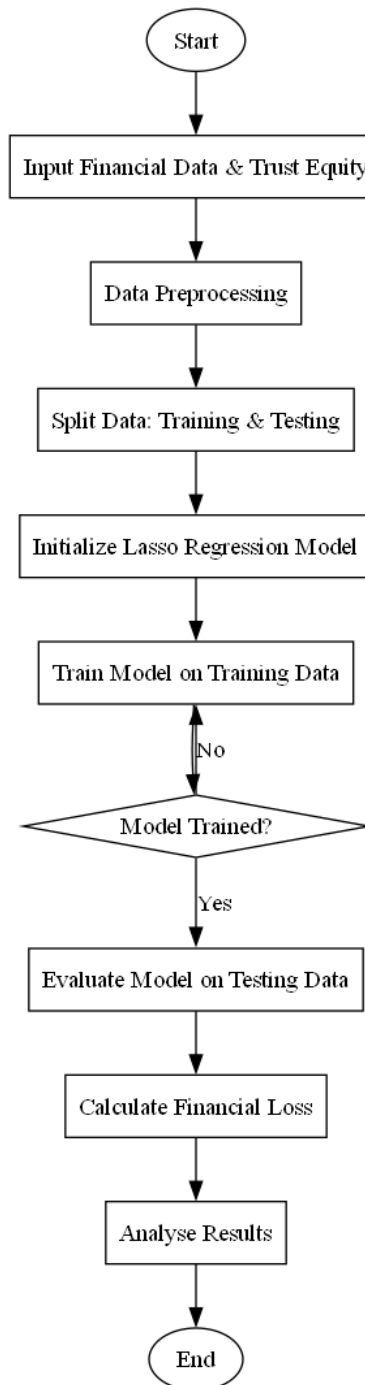 Start
Input Financial Data & Trust Equity
Data Preprocessing
Split Data: Training & Testing
Initialize Lasso Regression Model
Train Model on Training Data
No
Model Trained?
Yes
Evaluate Model on Testing Data
Calculate Financial Loss
Analyse Results
End